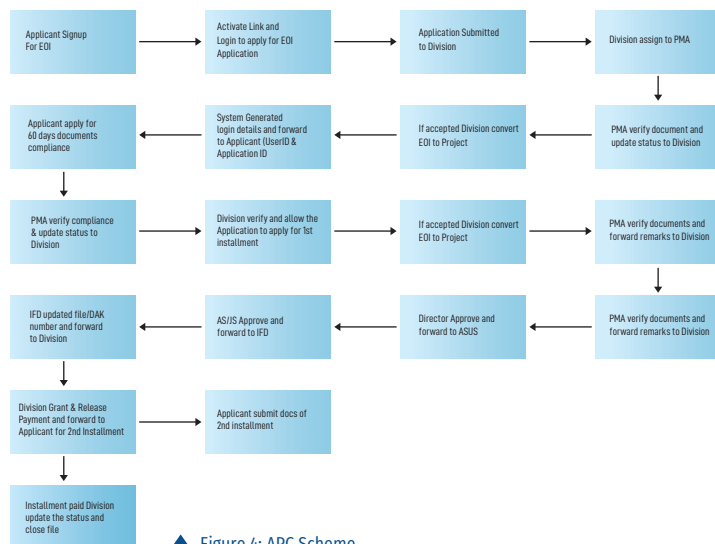 Applicant Signup
For EOI
Activate Link and
Login to apply for EOI
Application
Application Submitted
to Division
Division assign to PMA
Applicant apply for
60 days documents
compliance
System Generated
login details and forward
to Applicant (UserID &
Application ID
If accepted Division convert
EOI to Project
PMA verify document and
update status to Division
PMA verify compliance
& update status to
Division
Division verify and allow the
Application to apply for 1st
installment
If accepted Division convert
EOI to Project
PMA verify documents and
forward remarks to Division
IFD updated file/DAK
number and forward
to Division
AS/JS Approve and
forward to IFD
Director Approve and
forward to ASUS
PMA verify documents and
forward remarks to Division
Division Grant & Release
Payment and forward to
Applicant for 2nd Installment
Applicant submit docs of
2nd installment
Installment paid Division
update the status and
close file
Figure 4: APC Scheme